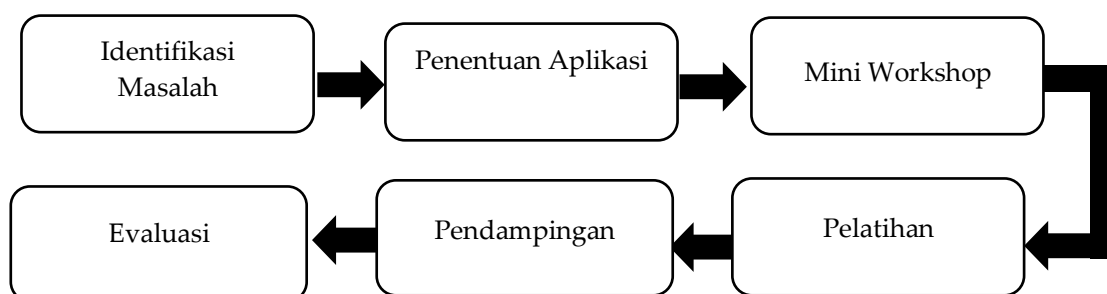 Identifikasi
Masalah
Penentuan Aplikasi
Mini Workshop
Pelatihan
Pendampingan
Evaluasi